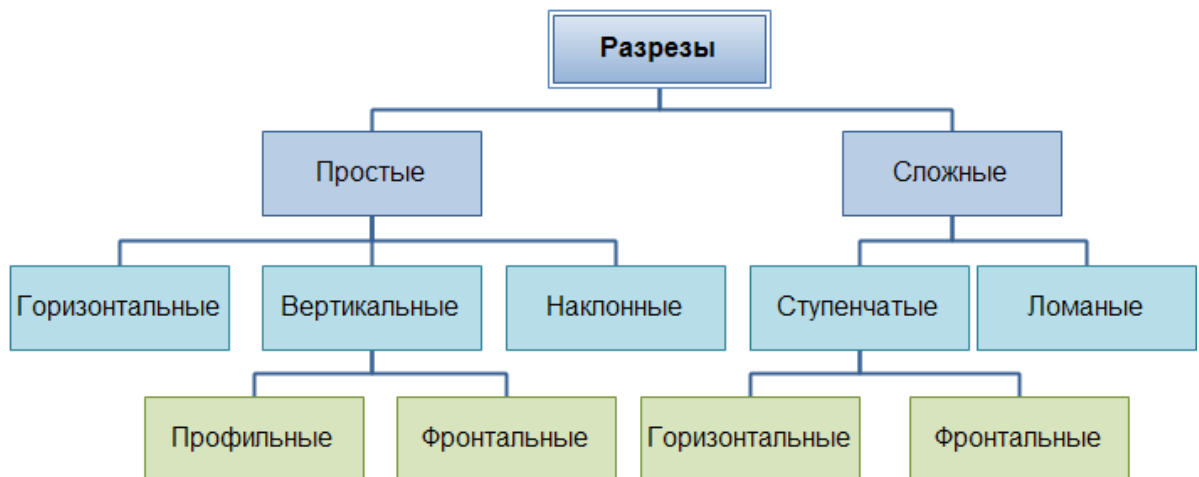 Разрезы
Простые
Сложные
Горизонтальные
Вертикальные
Наклонные
Ступенчатые
Ломаные
Профильные
Фронтальные
Горизонтальные
Фронтальные